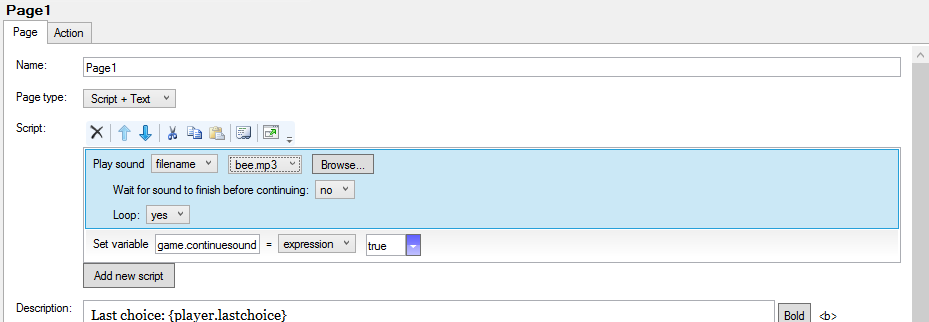 Page1
Page Action
Name: Page1
Page type: Script + Text
Script:
Play sound filename bee.mp3 Browse...
Wait for sound to finish before continuing: no
Loop: yes
Set variable game.continuesound = expression true
Add new script
Description: Last choice: {player.lastchoice} Bold <b>